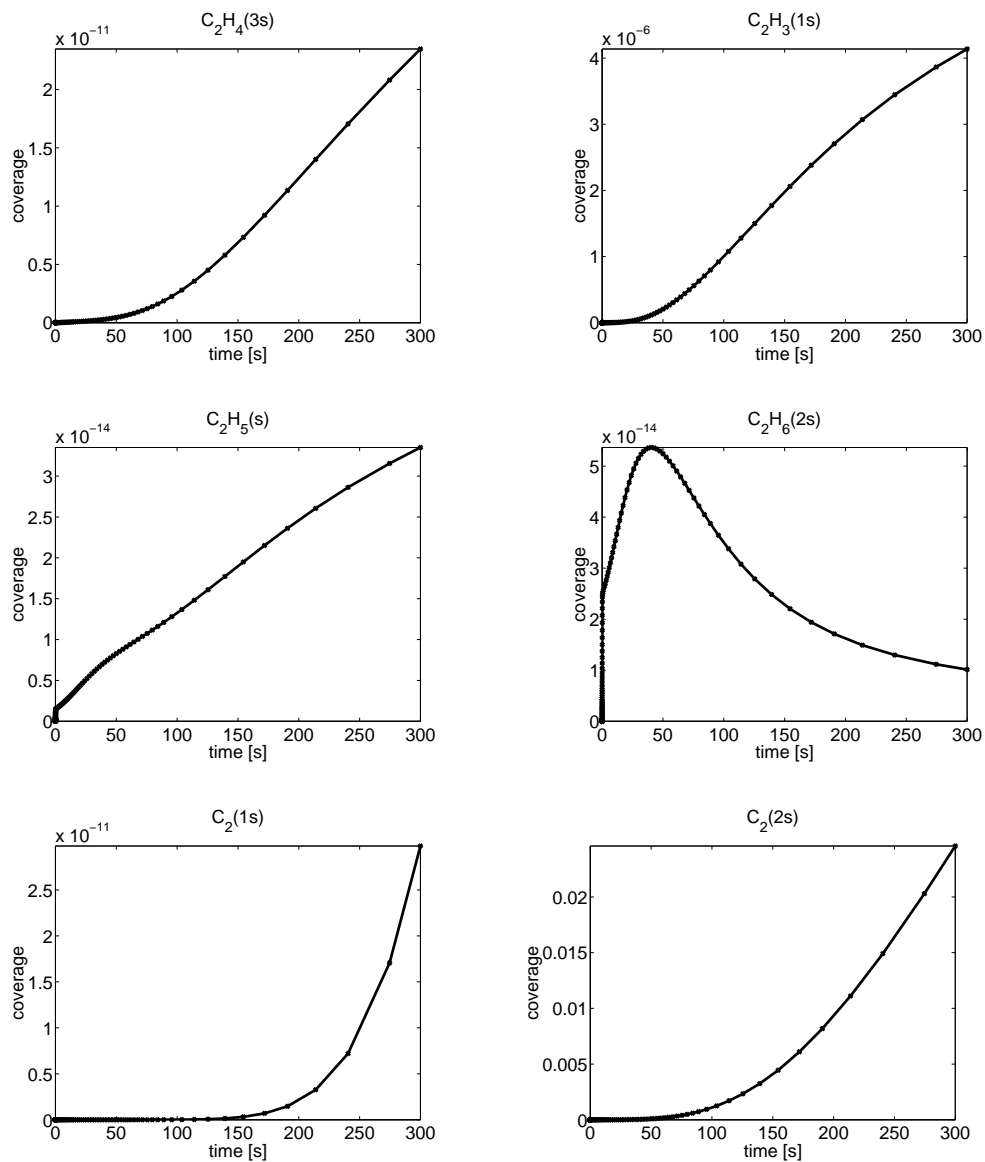 C2H4(3s)
x 10^-11
2
1.5
1
0.5
0
coverage
0 50 100 150 200 250 300
time [s]
C2H3(1s)
x 10^-6
4
3
2
1
0
coverage
0 50 100 150 200 250 300
time [s]
C2H5(s)
x 10^-14
3
2.5
2
1.5
1
0.5
0
coverage
0 50 100 150 200 250 300
time [s]
C2H6(2s)
x 10^-14
5
4
3
2
1
0
coverage
0 50 100 150 200 250 300
time [s]
C2(1s)
x 10^-11
2.5
2
1.5
1
0.5
0
coverage
0 50 100 150 200 250 300
time [s]
C2(2s)
0.02
0.015
0.01
0.005
0
coverage
0 50 100 150 200 250 300
time [s]